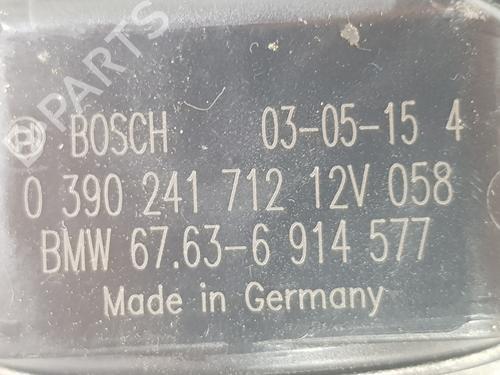 B-PARTS
BOSCH 03-05-15 4
0 390 241 712 12V 058
BMW 67.63-6 914 577
Made in Germany